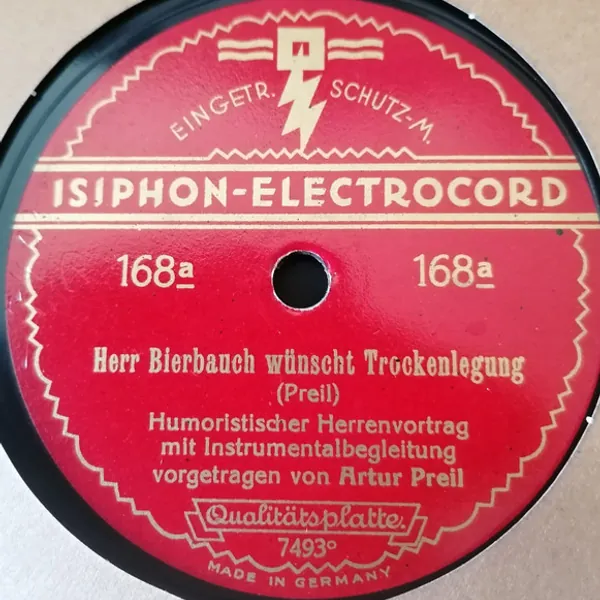 EINGETR. SCHUTZ-M.
ISIPHON-ELECTROCORD
168a 168a
Herr Bierbauch wünscht Trockenlegung
(Preil)
Humoristischer Herrenvortrag
mit Instrumentalbegleitung
vorgetragen von Artur Preil
Qualitätsplatte.
7493°
MADE IN GERMANY